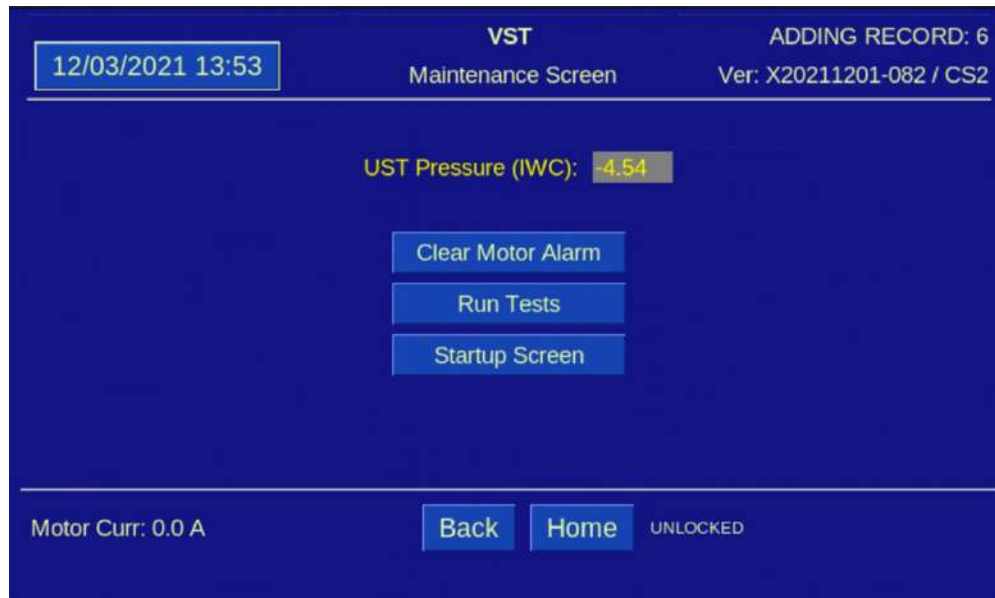 12/03/2021 13:53
VST
Maintenance Screen
ADDING RECORD: 6
Ver: X20211201-082 / CS2
UST Pressure (IWC): -4.54
Clear Motor Alarm
Run Tests
Startup Screen
Motor Curr: 0.0 A
Back
Home
UNLOCKED